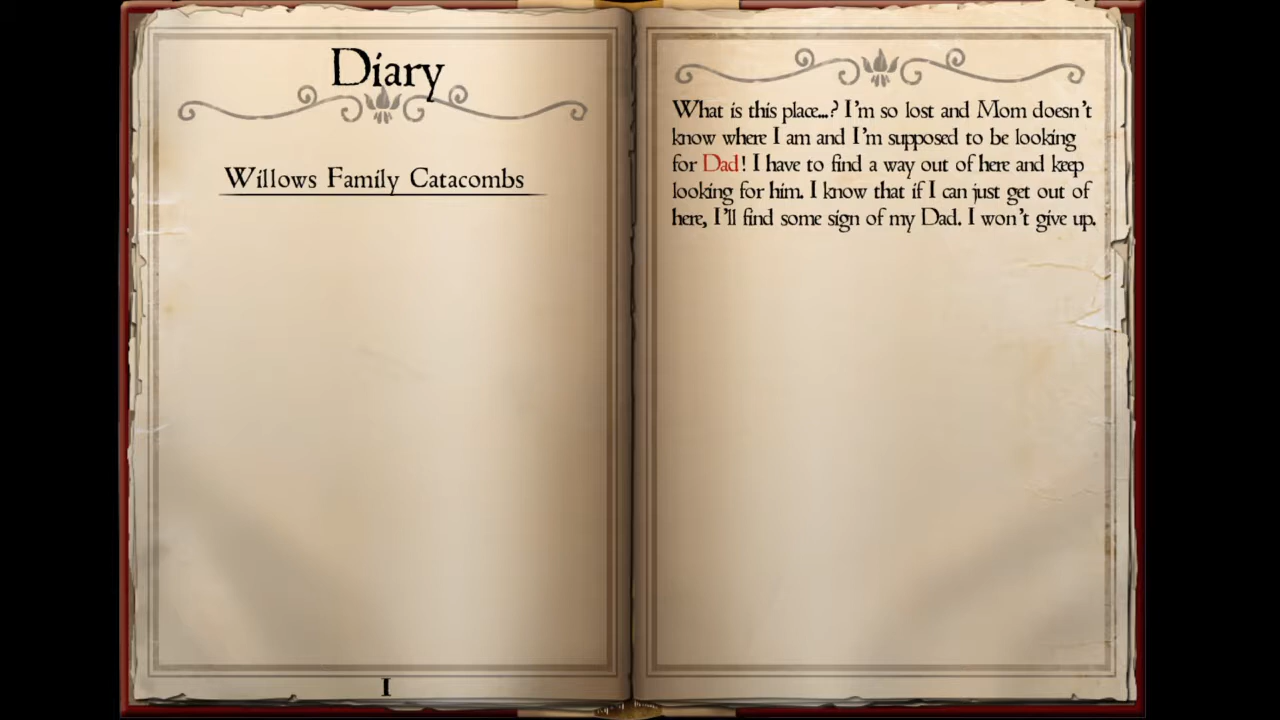 Diary
Willows Family Catacombs
I
What is this place...? I'm so lost and Mom doesn't
know where I am and I'm supposed to be looking
for Dad! I have to find a way out of here and keep
looking for him. I know that if I can just get out of
here, I'll find some sign of my Dad. I won't give up.